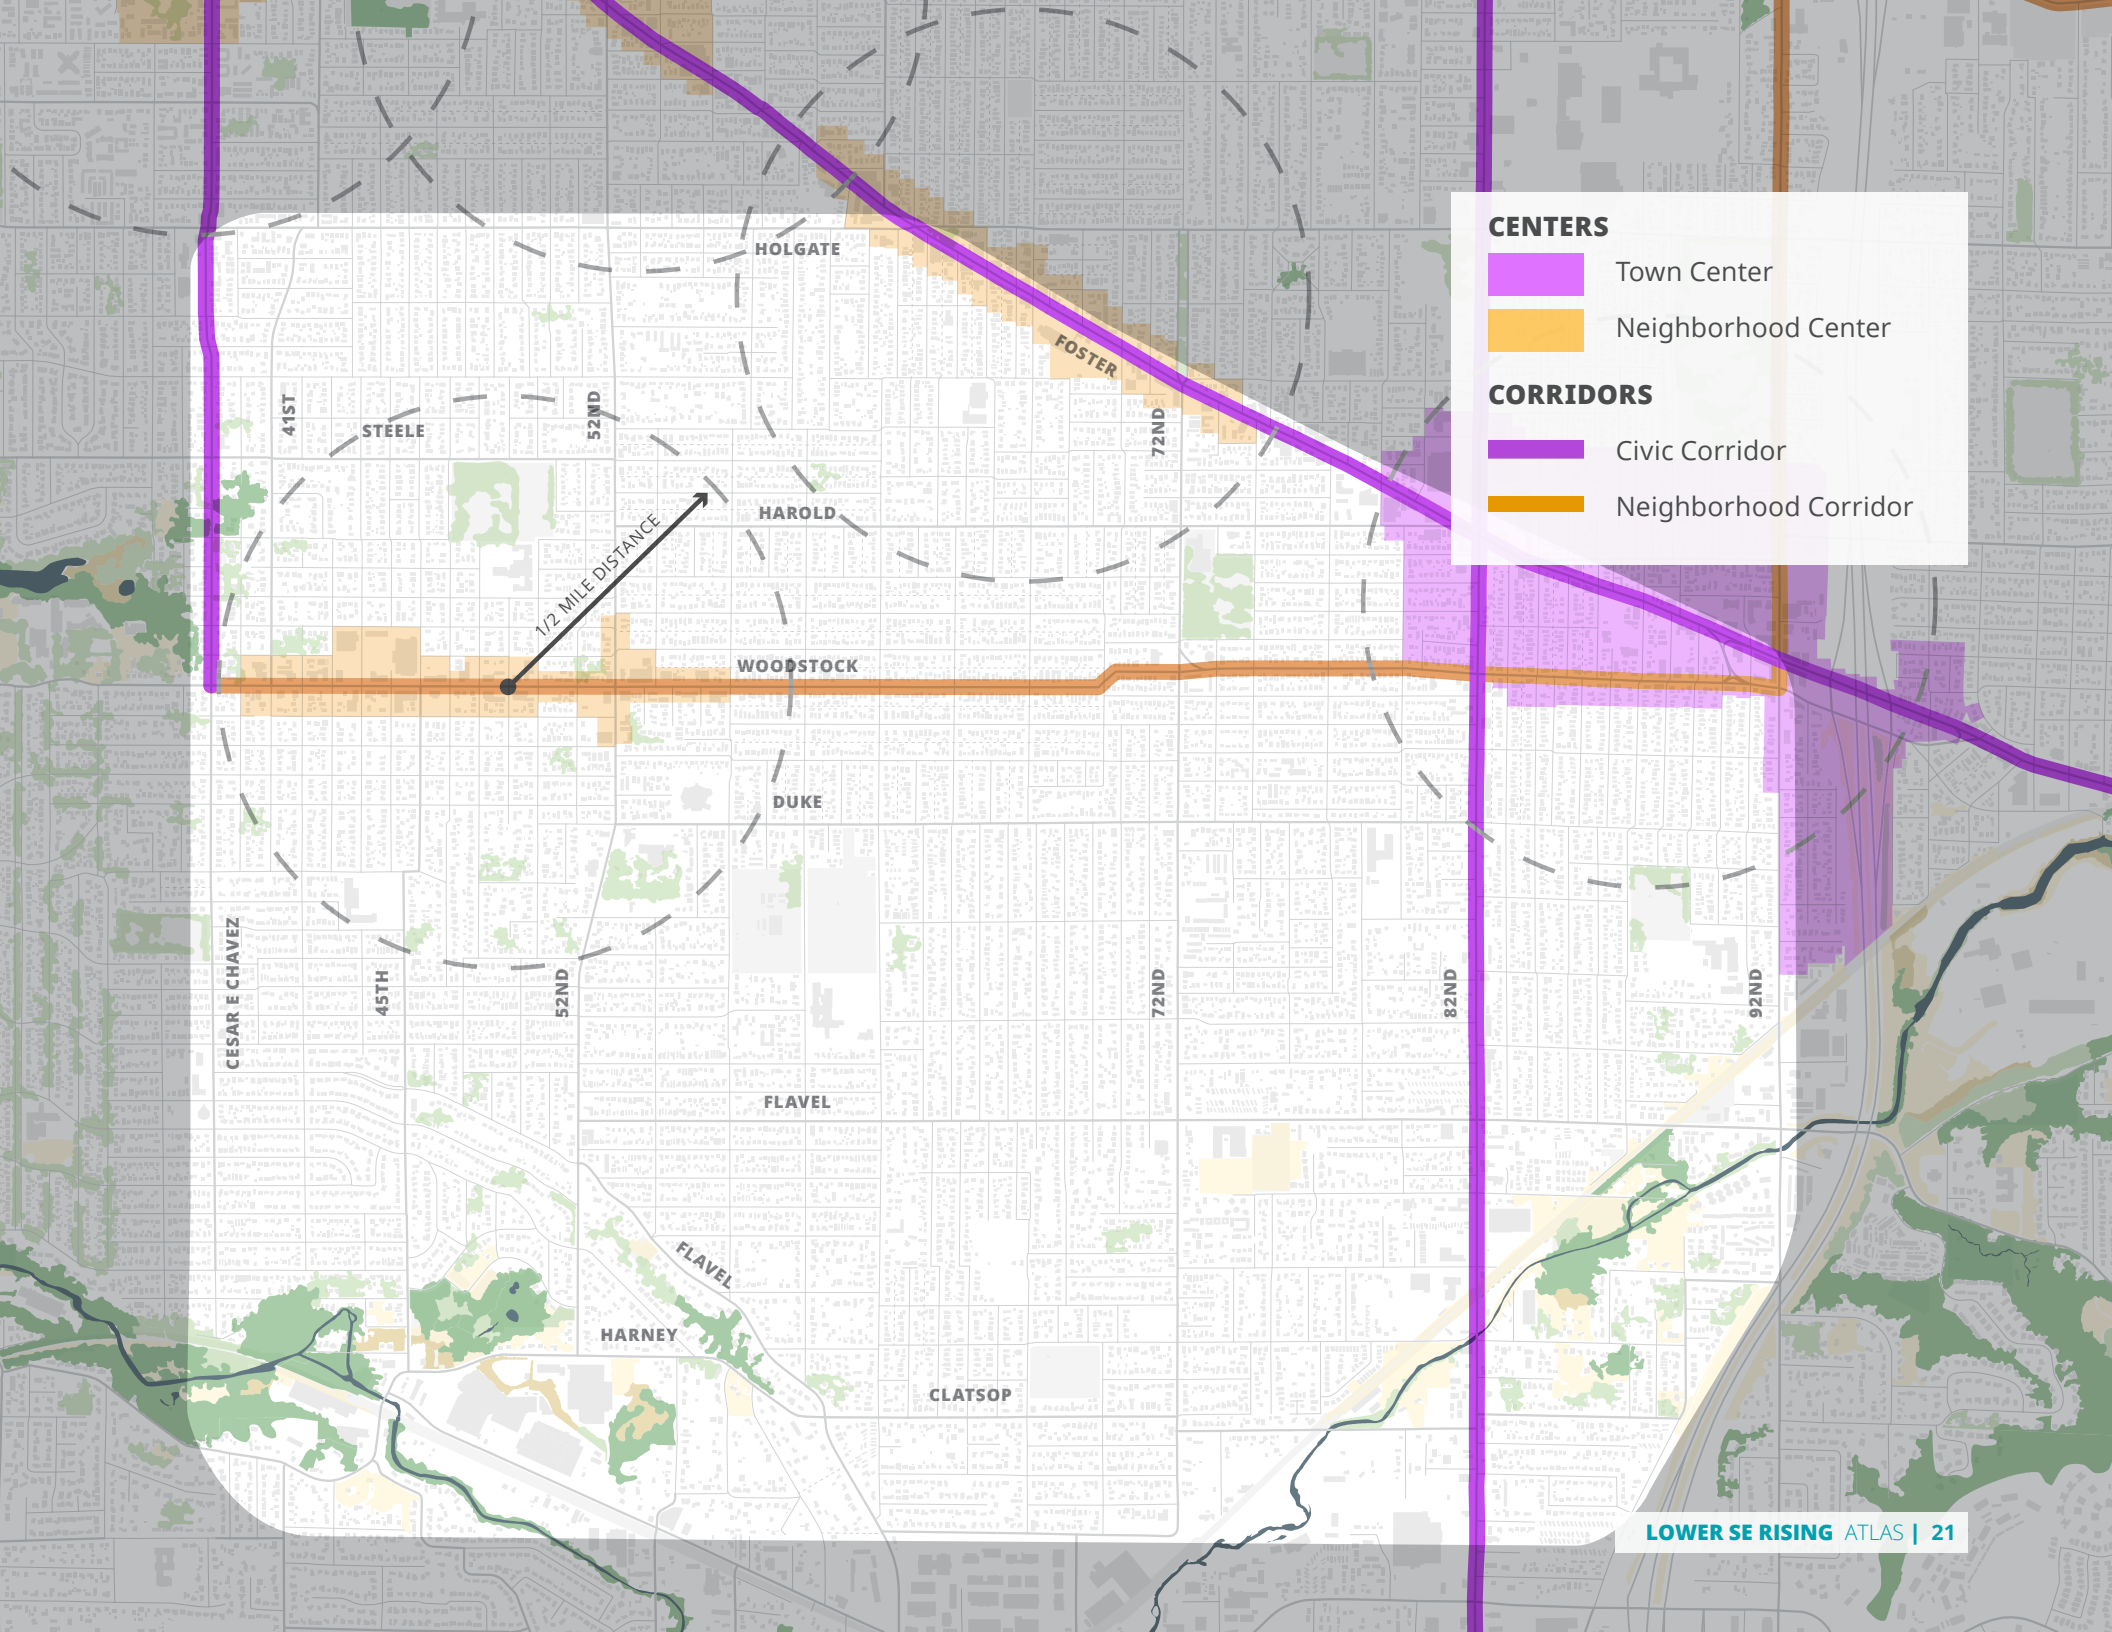 HOLGATE
FOSTER
41ST
STEELE
52ND
72ND
HAROLD
1/2 MILE DISTANCE
WOODSTOCK
DUKE
CESAR E CHAVEZ
45TH
52ND
72ND
82ND
92ND
FLAVEL
FLAVEL
HARNEY
CLATSOP
CENTERS
Town Center
Neighborhood Center
CORRIDORS
Civic Corridor
Neighborhood Corridor
LOWER SE RISING ATLAS | 21